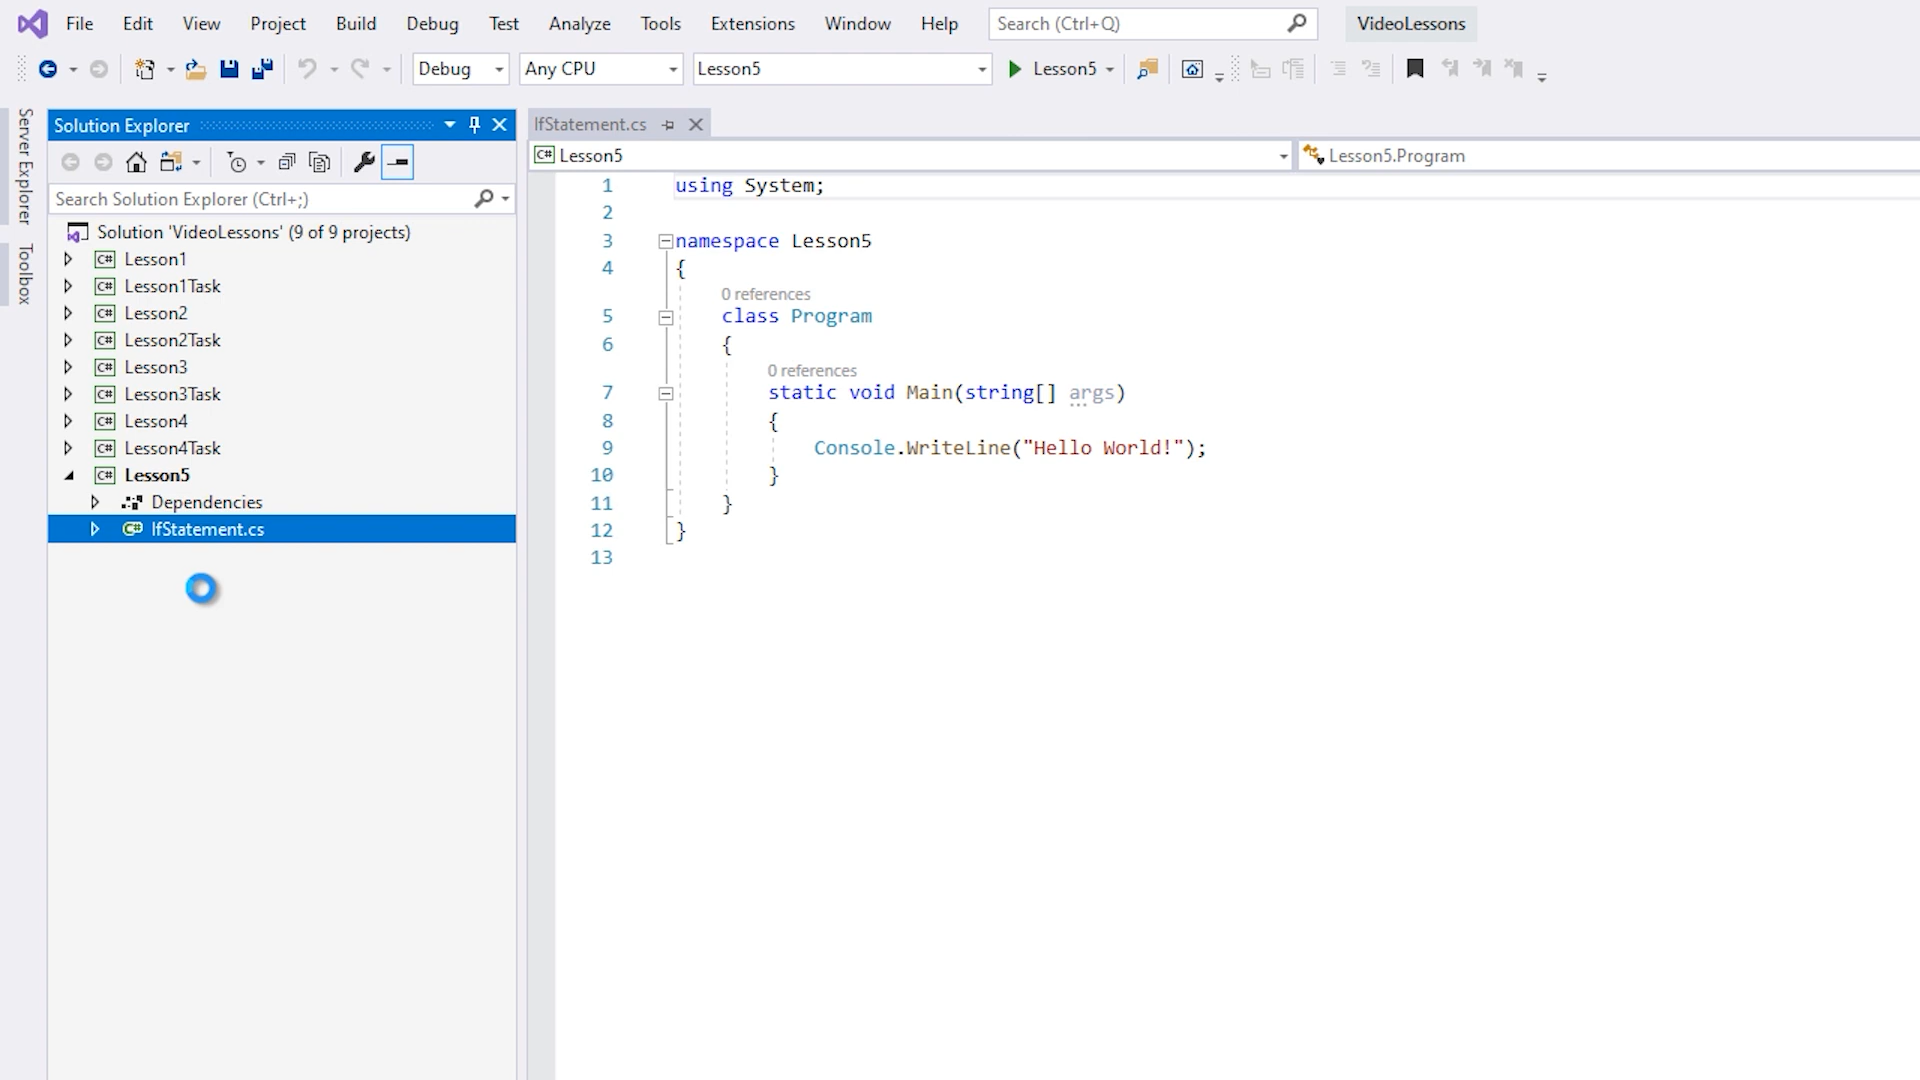 File Edit View Project Build Debug Test Analyze Tools Extensions Window Help Search (Ctrl+Q) VideoLessons
Debug Any CPU Lesson5 Lesson5
Server Explorer
Toolbox
Solution Explorer
Search Solution Explorer (Ctrl+;)
Solution 'VideoLessons' (9 of 9 projects)
C# Lesson1
C# Lesson1Task
C# Lesson2
C# Lesson2Task
C# Lesson3
C# Lesson3Task
C# Lesson4
C# Lesson4Task
C# Lesson5
Dependencies
C# IfStatement.cs
IfStatement.cs
C# Lesson5 Lesson5.Program
1 using System;
2
3 namespace Lesson5
4 {
0 references
5 class Program
6 {
0 references
7 static void Main(string[] args)
8 {
9 Console.WriteLine("Hello World!");
10 }
11 }
12 }
13